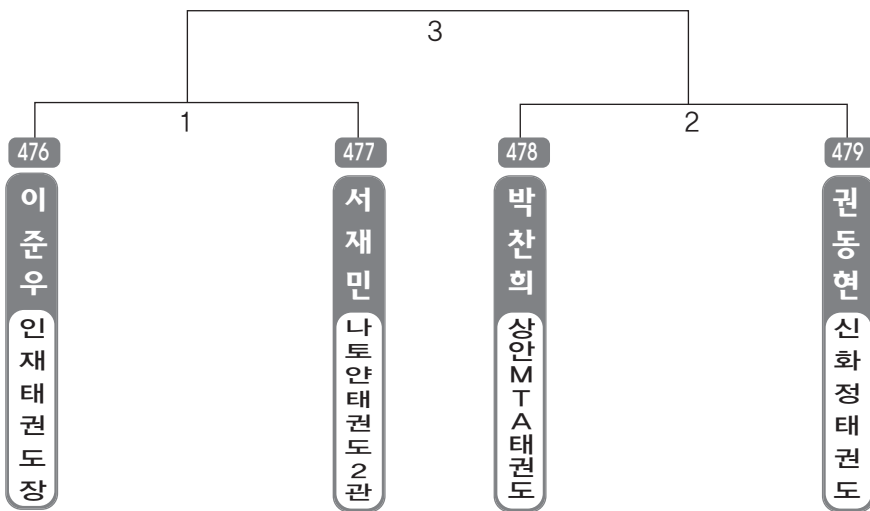 3
1
2
476
477
478
479
이준우
서재민
박찬희
권동현
인재태권도장
나토얀태권도2관
상안MTA태권도
신화정태권도